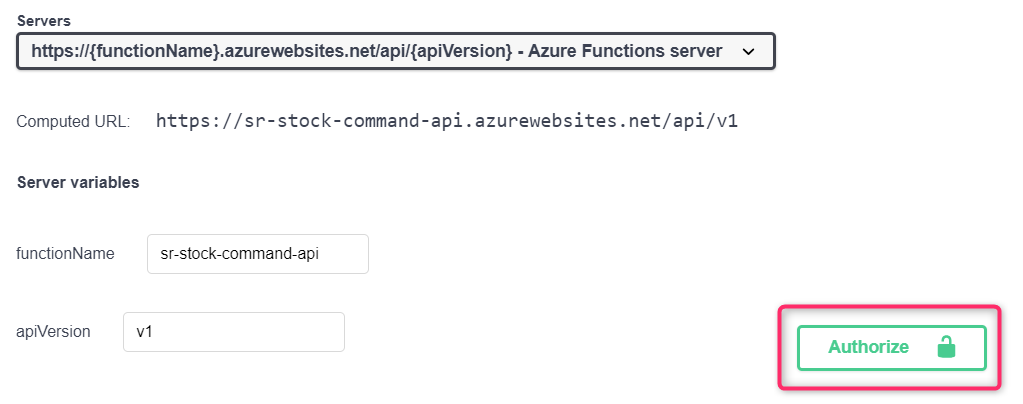 Servers
https://{functionName}.azurewebsites.net/api/{apiVersion} - Azure Functions server
Computed URL: https://sr-stock-command-api.azurewebsites.net/api/v1
Server variables
functionName sr-stock-command-api
apiVersion v1
Authorize